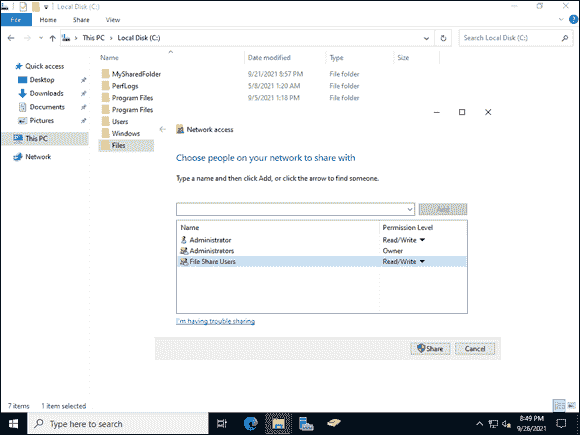 Local Disk (C:)
File Home Share View
This PC Local Disk (C:) Search Local Disk (C:)
Name Date modified Type Size
Quick access
Desktop
Downloads
Documents
Pictures
This PC
Network
MySharedFolder 9/21/2021 5:57 PM File folder
PerfLogs 5/8/2021 1:20 AM File folder
Program Files 9/5/2021 1:18 PM File folder
Program Files
Users
Windows
Files
Network access
Choose people on your network to share with
Type a name and then click Add, or click the arrow to find someone.
Add
Name Permission Level
Administrator Read/Write
Administrators Owner
File Share Users Read/Write
I'm having trouble sharing
Share Cancel
7 items 1 item selected
Type here to search
8:49 PM
9/26/2021